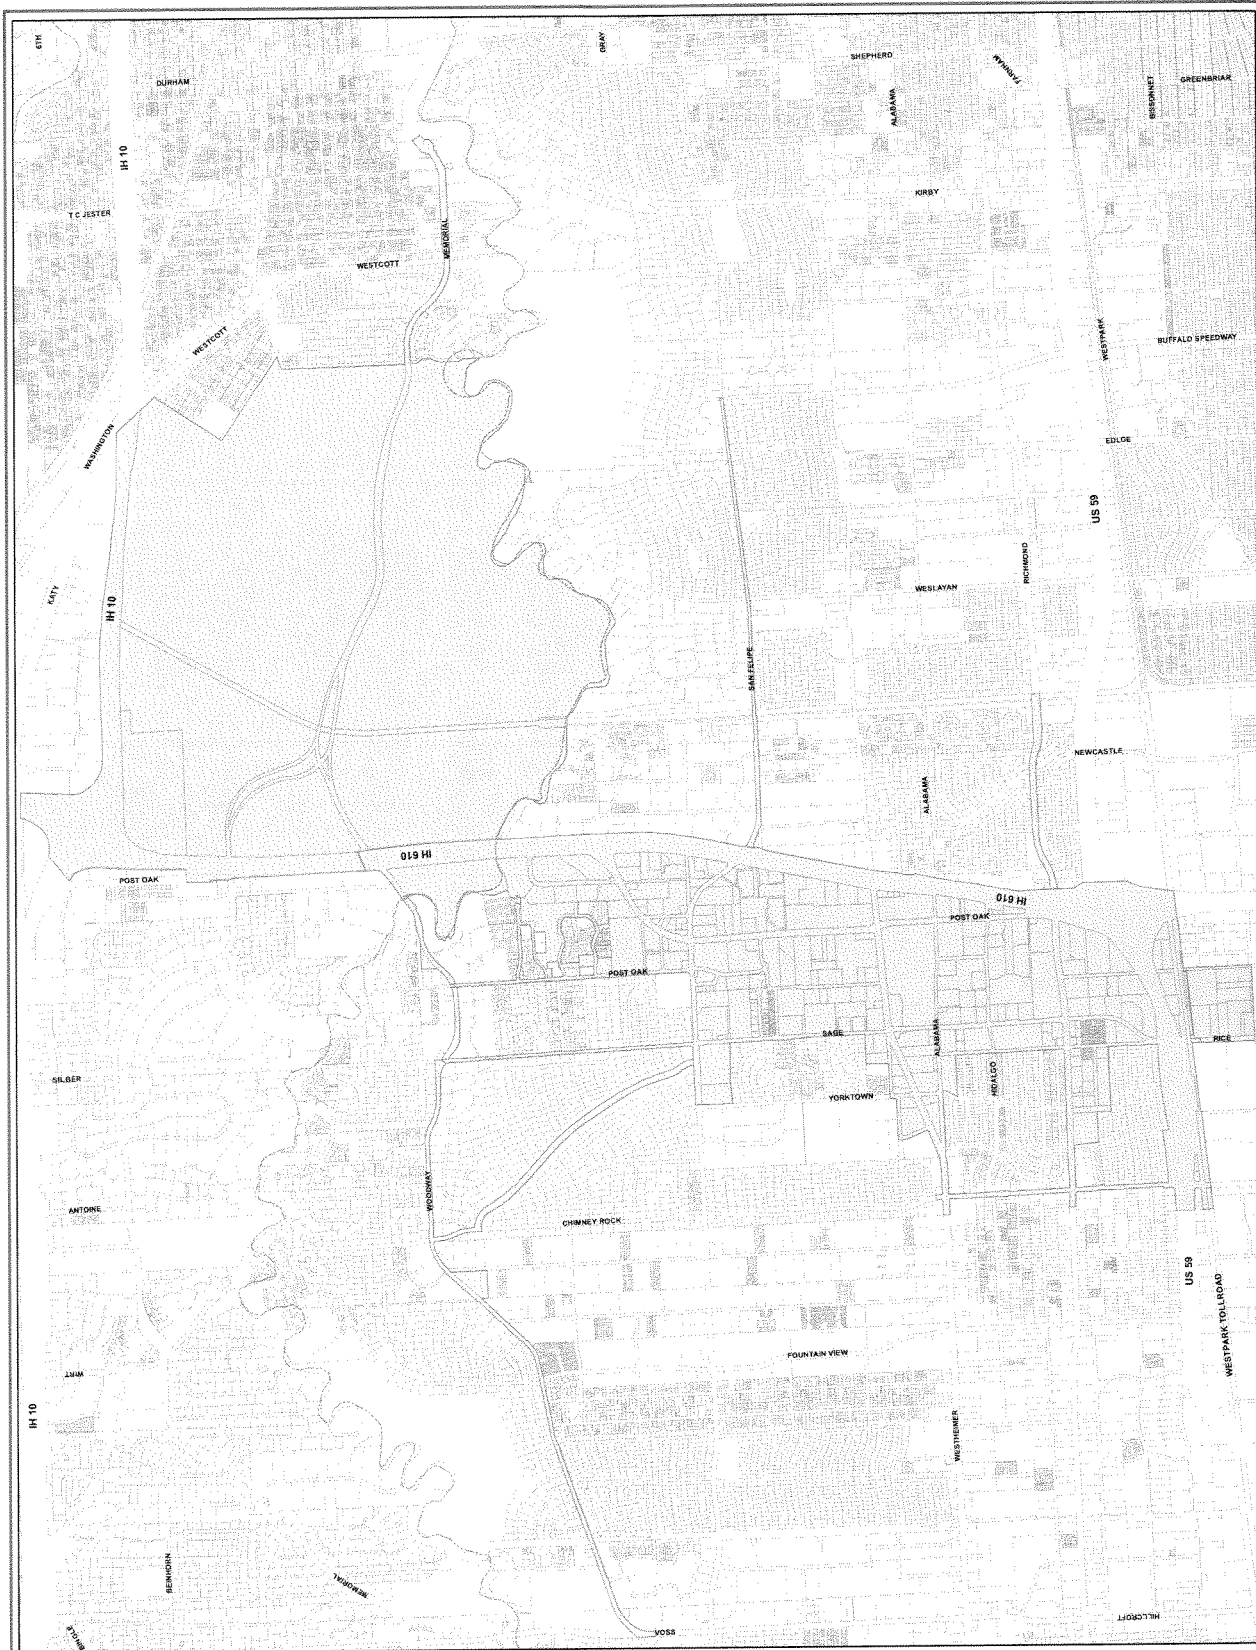 6TH
GRAY
SHEPHERD
FARNHAM
GREENBRIAR
DURHAM
BISSONNET
ALABAMA
IH 10
KIRBY
T C JESTER
MEMORIAL
WESTCOTT
WESTCOTT
WESTPARK
BUFFALO SPEEDWAY
WASHINGTON
EDLOE
US 59
KATY
IH 10
RICHMOND
WESLAYAN
SAN FELIPE
NEWCASTLE
ALABAMA
IH 610
POST OAK
IH 610
POST OAK
POST OAK
SAGE
ALABAMA
RICE
SILBER
HIDALGO
YORKTOWN
WOODWAY
ANTOINE
CHIMNEY ROCK
US 59
WESTPARK TOLLROAD
FOUNTAIN VIEW
WIRT
IH 10
WESTHEIMER
BEINHORN
MEMORIAL
HILLCROFT
BINGLE
VOSS